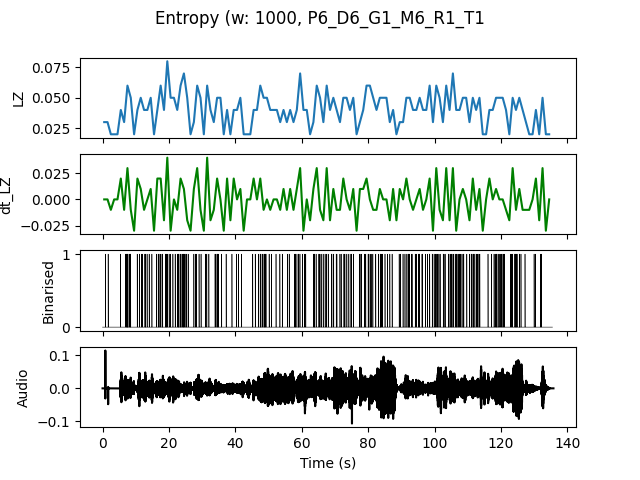 Entropy (w: 1000, P6_D6_G1_M6_R1_T1
0.075
0.050
0.025
LZ
0.025
0.000
−0.025
dt_LZ
1
0
Binarised
0.1
0.0
−0.1
Audio
0 20 40 60 80 100 120 140
Time (s)